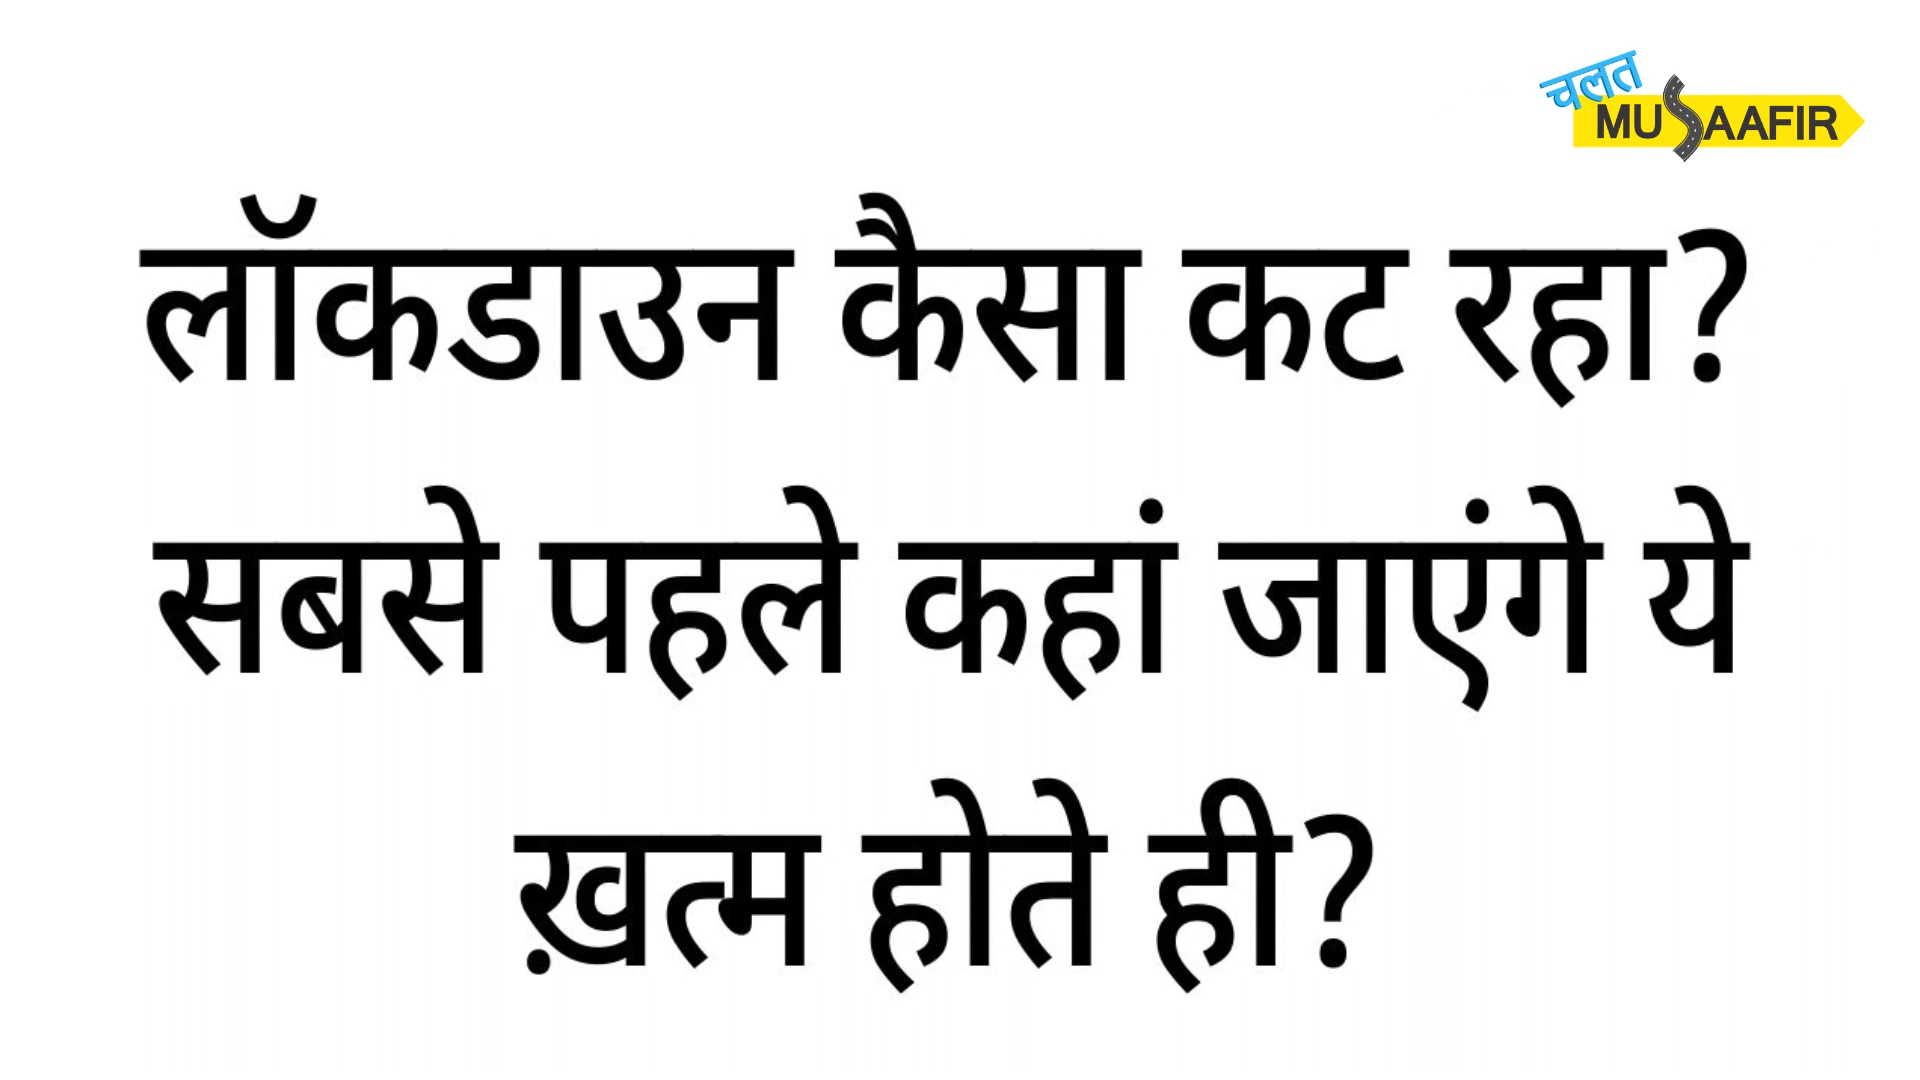 चलत
MUSAAFIR
लॉकडाउन कैसा कट रहा?
सबसे पहले कहां जाएंगे ये
ख़त्म होते ही?